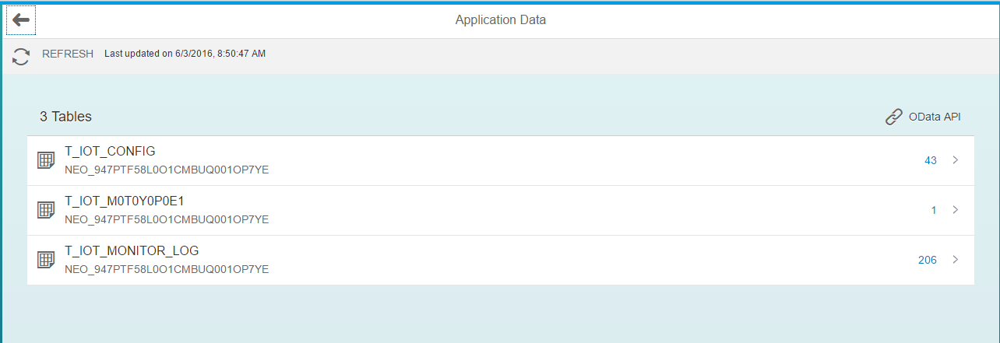 Application Data
REFRESH Last updated on 6/3/2016, 8:50:47 AM
3 Tables OData API
T_IOT_CONFIG
NEO_947PTF58L0O1CMBUQ001OP7YE 43
T_IOT_M0T0Y0P0E1
NEO_947PTF58L0O1CMBUQ001OP7YE 1
T_IOT_MONITOR_LOG
NEO_947PTF58L0O1CMBUQ001OP7YE 206